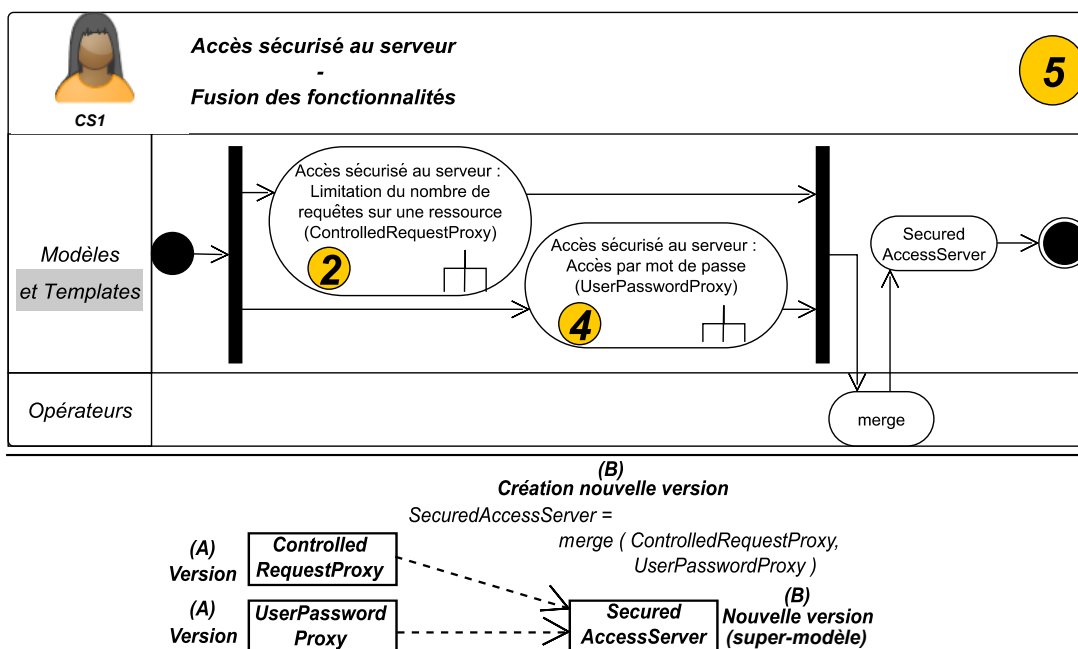 Accès sécurisé au serveur
-
Fusion des fonctionnalités
5
CS1
Modèles
et Templates
Accès sécurisé au serveur :
Limitation du nombre de
requêtes sur une ressource
(ControlledRequestProxy)
2
Accès sécurisé au serveur :
Accès par mot de passe
(UserPasswordProxy)
4
Secured
AccessServer
Opérateurs
merge
(B)
Création nouvelle version
SecuredAccessServer =
merge ( ControlledRequestProxy,
UserPasswordProxy )
(A)
Version
Controlled
RequestProxy
(A)
Version
UserPassword
Proxy
Secured
AccessServer
(B)
Nouvelle version
(super-modèle)